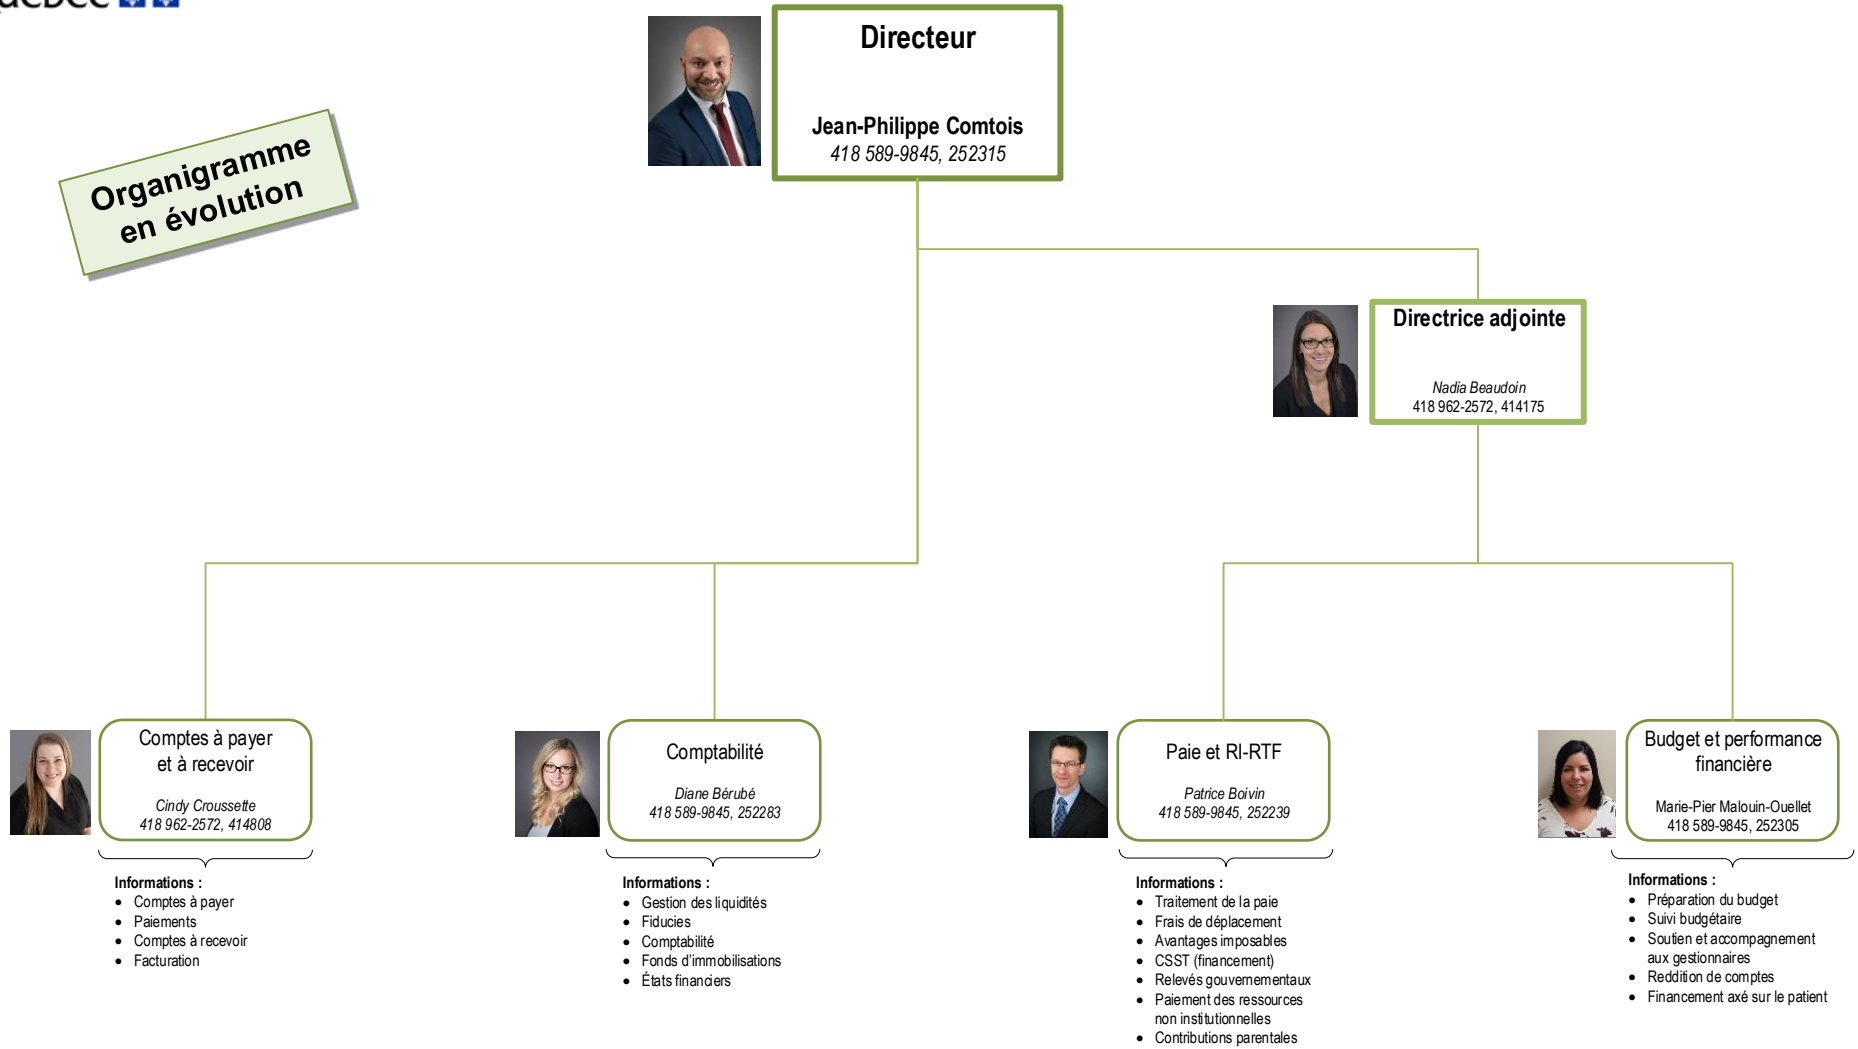 Directeur
Jean-Philippe Comtois
418 589-9845, 252315
Organigramme
en évolution
Directrice adjointe
Nadia Beaudoin
418 962-2572, 414175
Comptes à payer
et à recevoir
Cindy Croussette
418 962-2572, 414808
Informations :
• Comptes à payer
• Paiements
• Comptes à recevoir
• Facturation
Comptabilité
Diane Bérubé
418 589-9845, 252283
Informations :
• Gestion des liquidités
• Fiducies
• Comptabilité
• Fonds d'immobilisations
• États financiers
Paie et RI-RTF
Patrice Boivin
418 589-9845, 252239
Informations :
• Traitement de la paie
• Frais de déplacement
• Avantages imposables
• CSST (financement)
• Relevés gouvernementaux
• Paiement des ressources
non institutionnelles
• Contributions parentales
Budget et performance
financière
Marie-Pier Malouin-Ouellet
418 589-9845, 252305
Informations :
• Préparation du budget
• Suivi budgétaire
• Soutien et accompagnement
aux gestionnaires
• Reddition de comptes
• Financement axé sur le patient